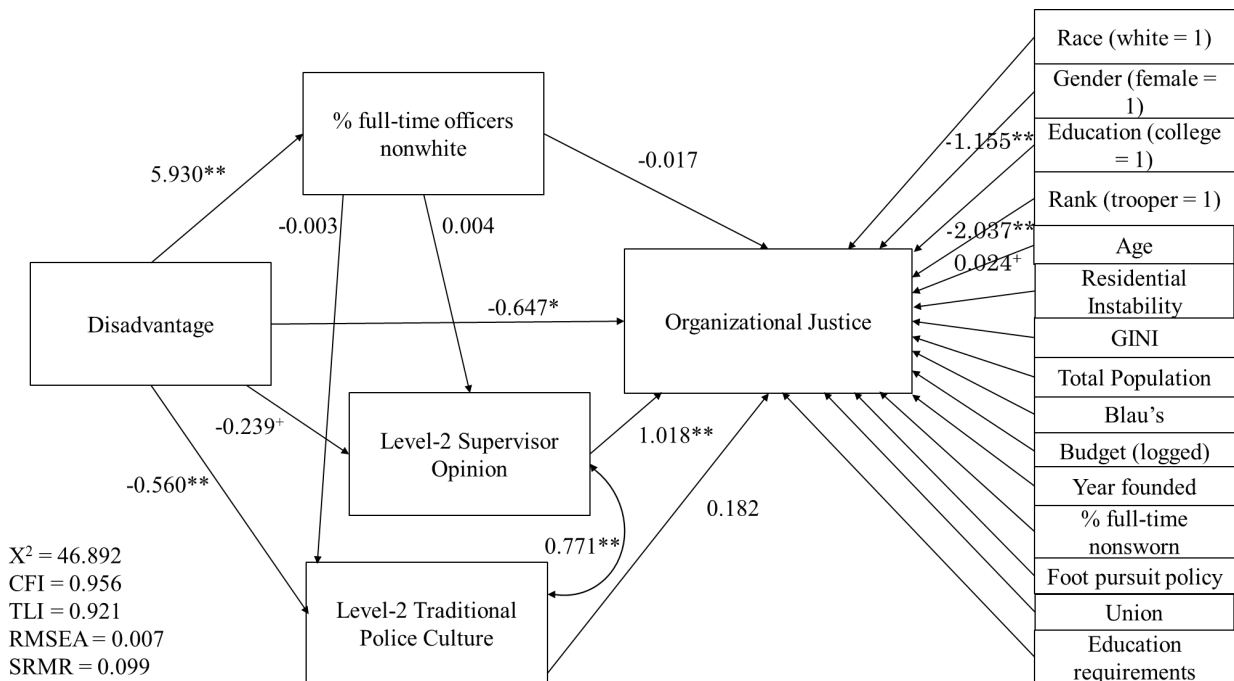 % full-time officers
nonwhite
5.930**
-0.017
-0.003
0.004
Disadvantage
-0.647*
Organizational Justice
-0.239+
Level-2 Supervisor
Opinion
1.018**
-0.560**
0.182
0.771**
Level-2 Traditional
Police Culture
X² = 46.892
CFI = 0.956
TLI = 0.921
RMSEA = 0.007
SRMR = 0.099
-1.155**
-2.037**
0.024+
Race (white = 1)
Gender (female =
1)
Education (college
= 1)
Rank (trooper = 1)
Age
Residential
Instability
GINI
Total Population
Blau's
Budget (logged)
Year founded
% full-time
nonsworn
Foot pursuit policy
Union
Education
requirements